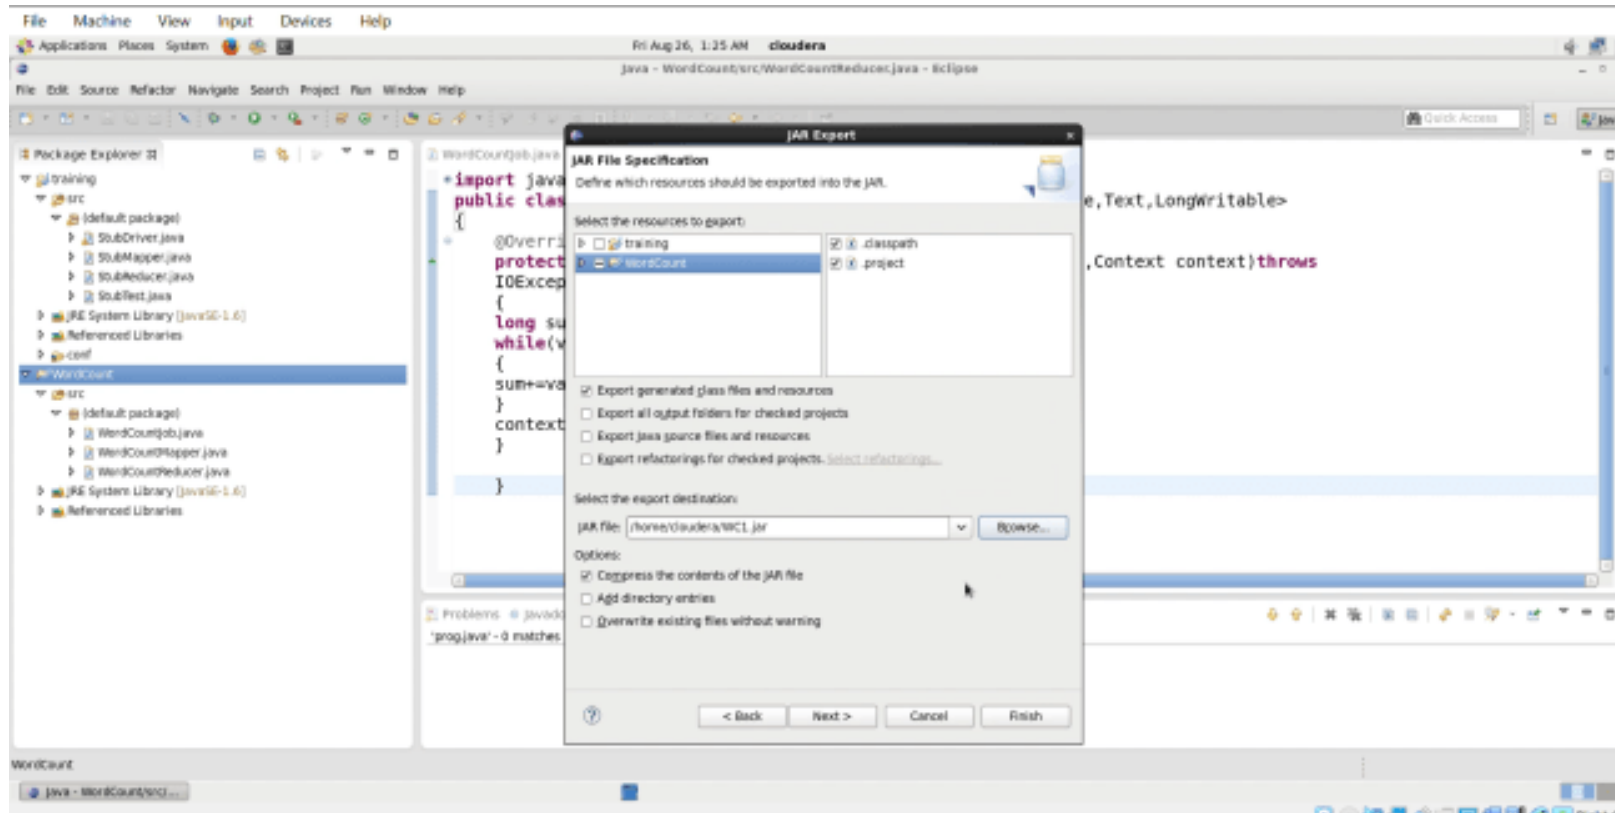 File Machine View Input Devices Help
Applications Places System
Fri Aug 26, 1:25 AM cloudera
Java - WordCount/src/WordCountReducer.java - Eclipse
File Edit Source Refactor Navigate Search Project Run Window Help
Quick Access
Java
Package Explorer
training
src
(default package)
StubDriver.java
StubMapper.java
StubReducer.java
StubTest.java
JRE System Library [JavaSE-1.6]
Referenced Libraries
conf
WordCount
src
(default package)
WordCountJob.java
WordCountMapper.java
WordCountReducer.java
JRE System Library [JavaSE-1.6]
Referenced Libraries
WordCountJob.java
import java
public clas e,Text,LongWritable>
{
@Overri
protect ,Context context)throws
IOExcep
{
long su
while(v
{
sum+=va
}
context
}
}
JAR Export
JAR File Specification
Define which resources should be exported into the JAR.
Select the resources to export:
training
WordCount
.classpath
.project
Export generated class files and resources
Export all output folders for checked projects
Export Java source files and resources
Export refactorings for checked projects. Select refactorings...
Select the export destination:
JAR file: /home/cloudera/WC1.jar Browse...
Options:
Compress the contents of the JAR file
Add directory entries
Overwrite existing files without warning
< Back Next > Cancel Finish
Problems Javado
'prog.java' - 0 matches
WordCount
Java - WordCount/src/...